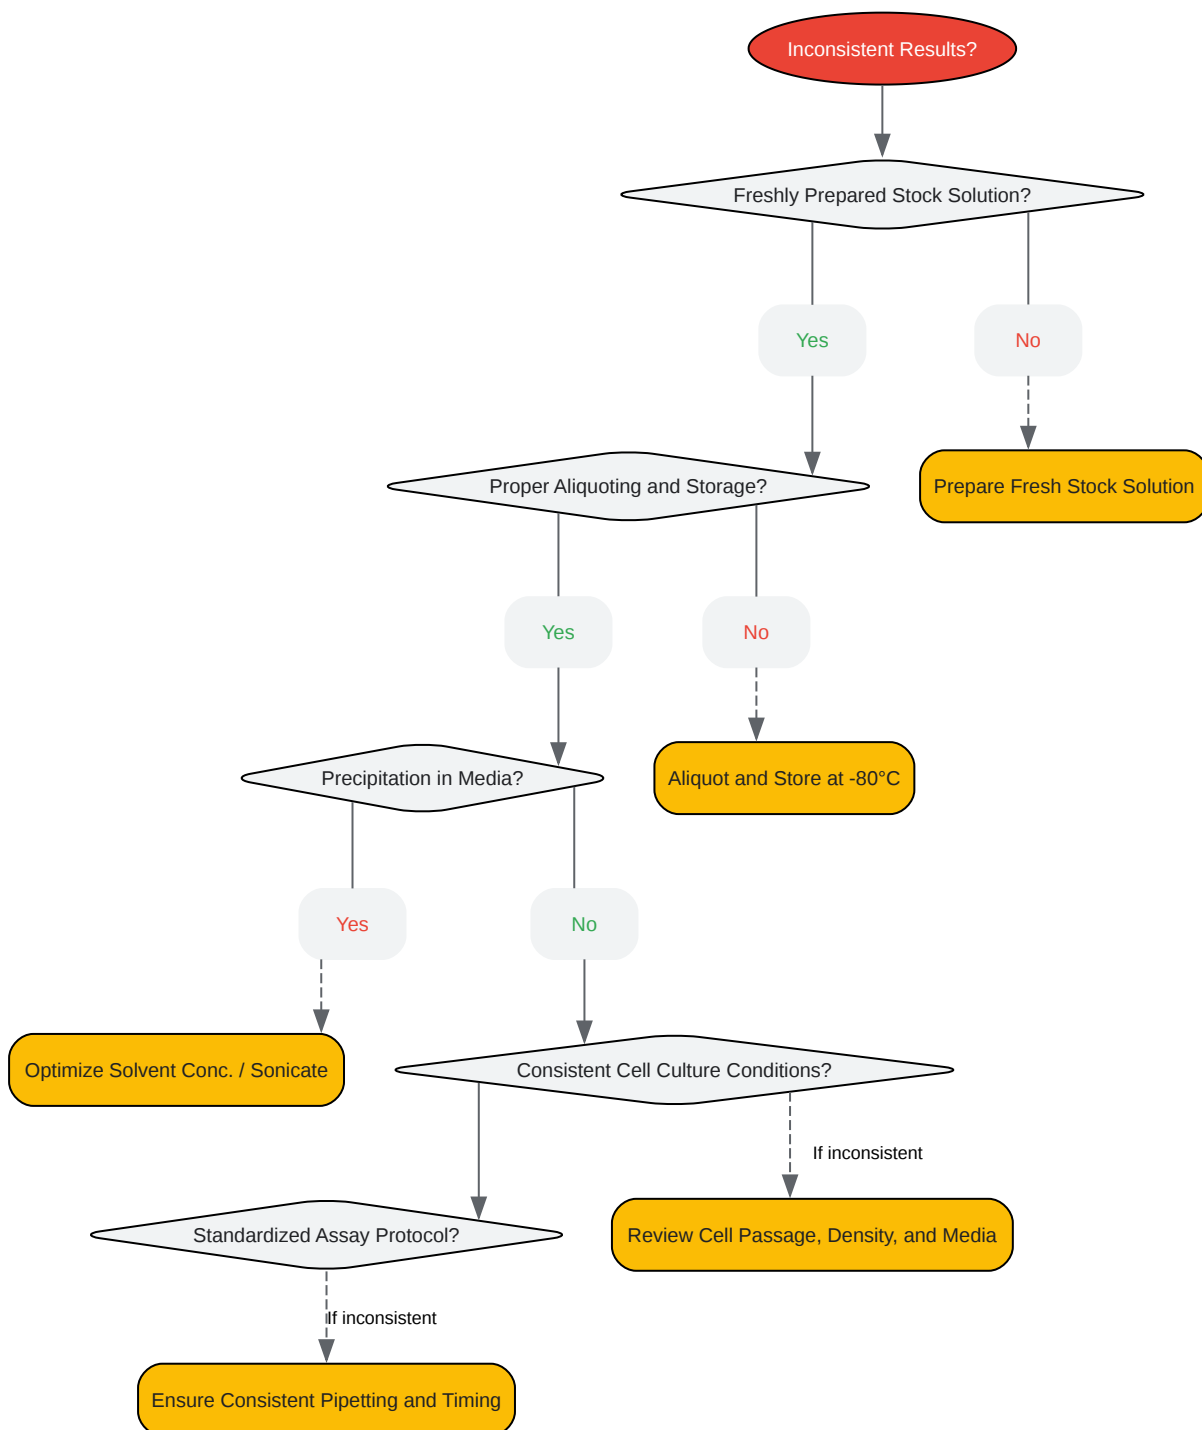 Inconsistent Results?
Freshly Prepared Stock Solution?
Yes
No
Proper Aliquoting and Storage?
Prepare Fresh Stock Solution
Yes
No
Precipitation in Media?
Aliquot and Store at -80°C
Yes
No
Optimize Solvent Conc. / Sonicate
Consistent Cell Culture Conditions?
If inconsistent
Standardized Assay Protocol?
Review Cell Passage, Density, and Media
If inconsistent
Ensure Consistent Pipetting and Timing